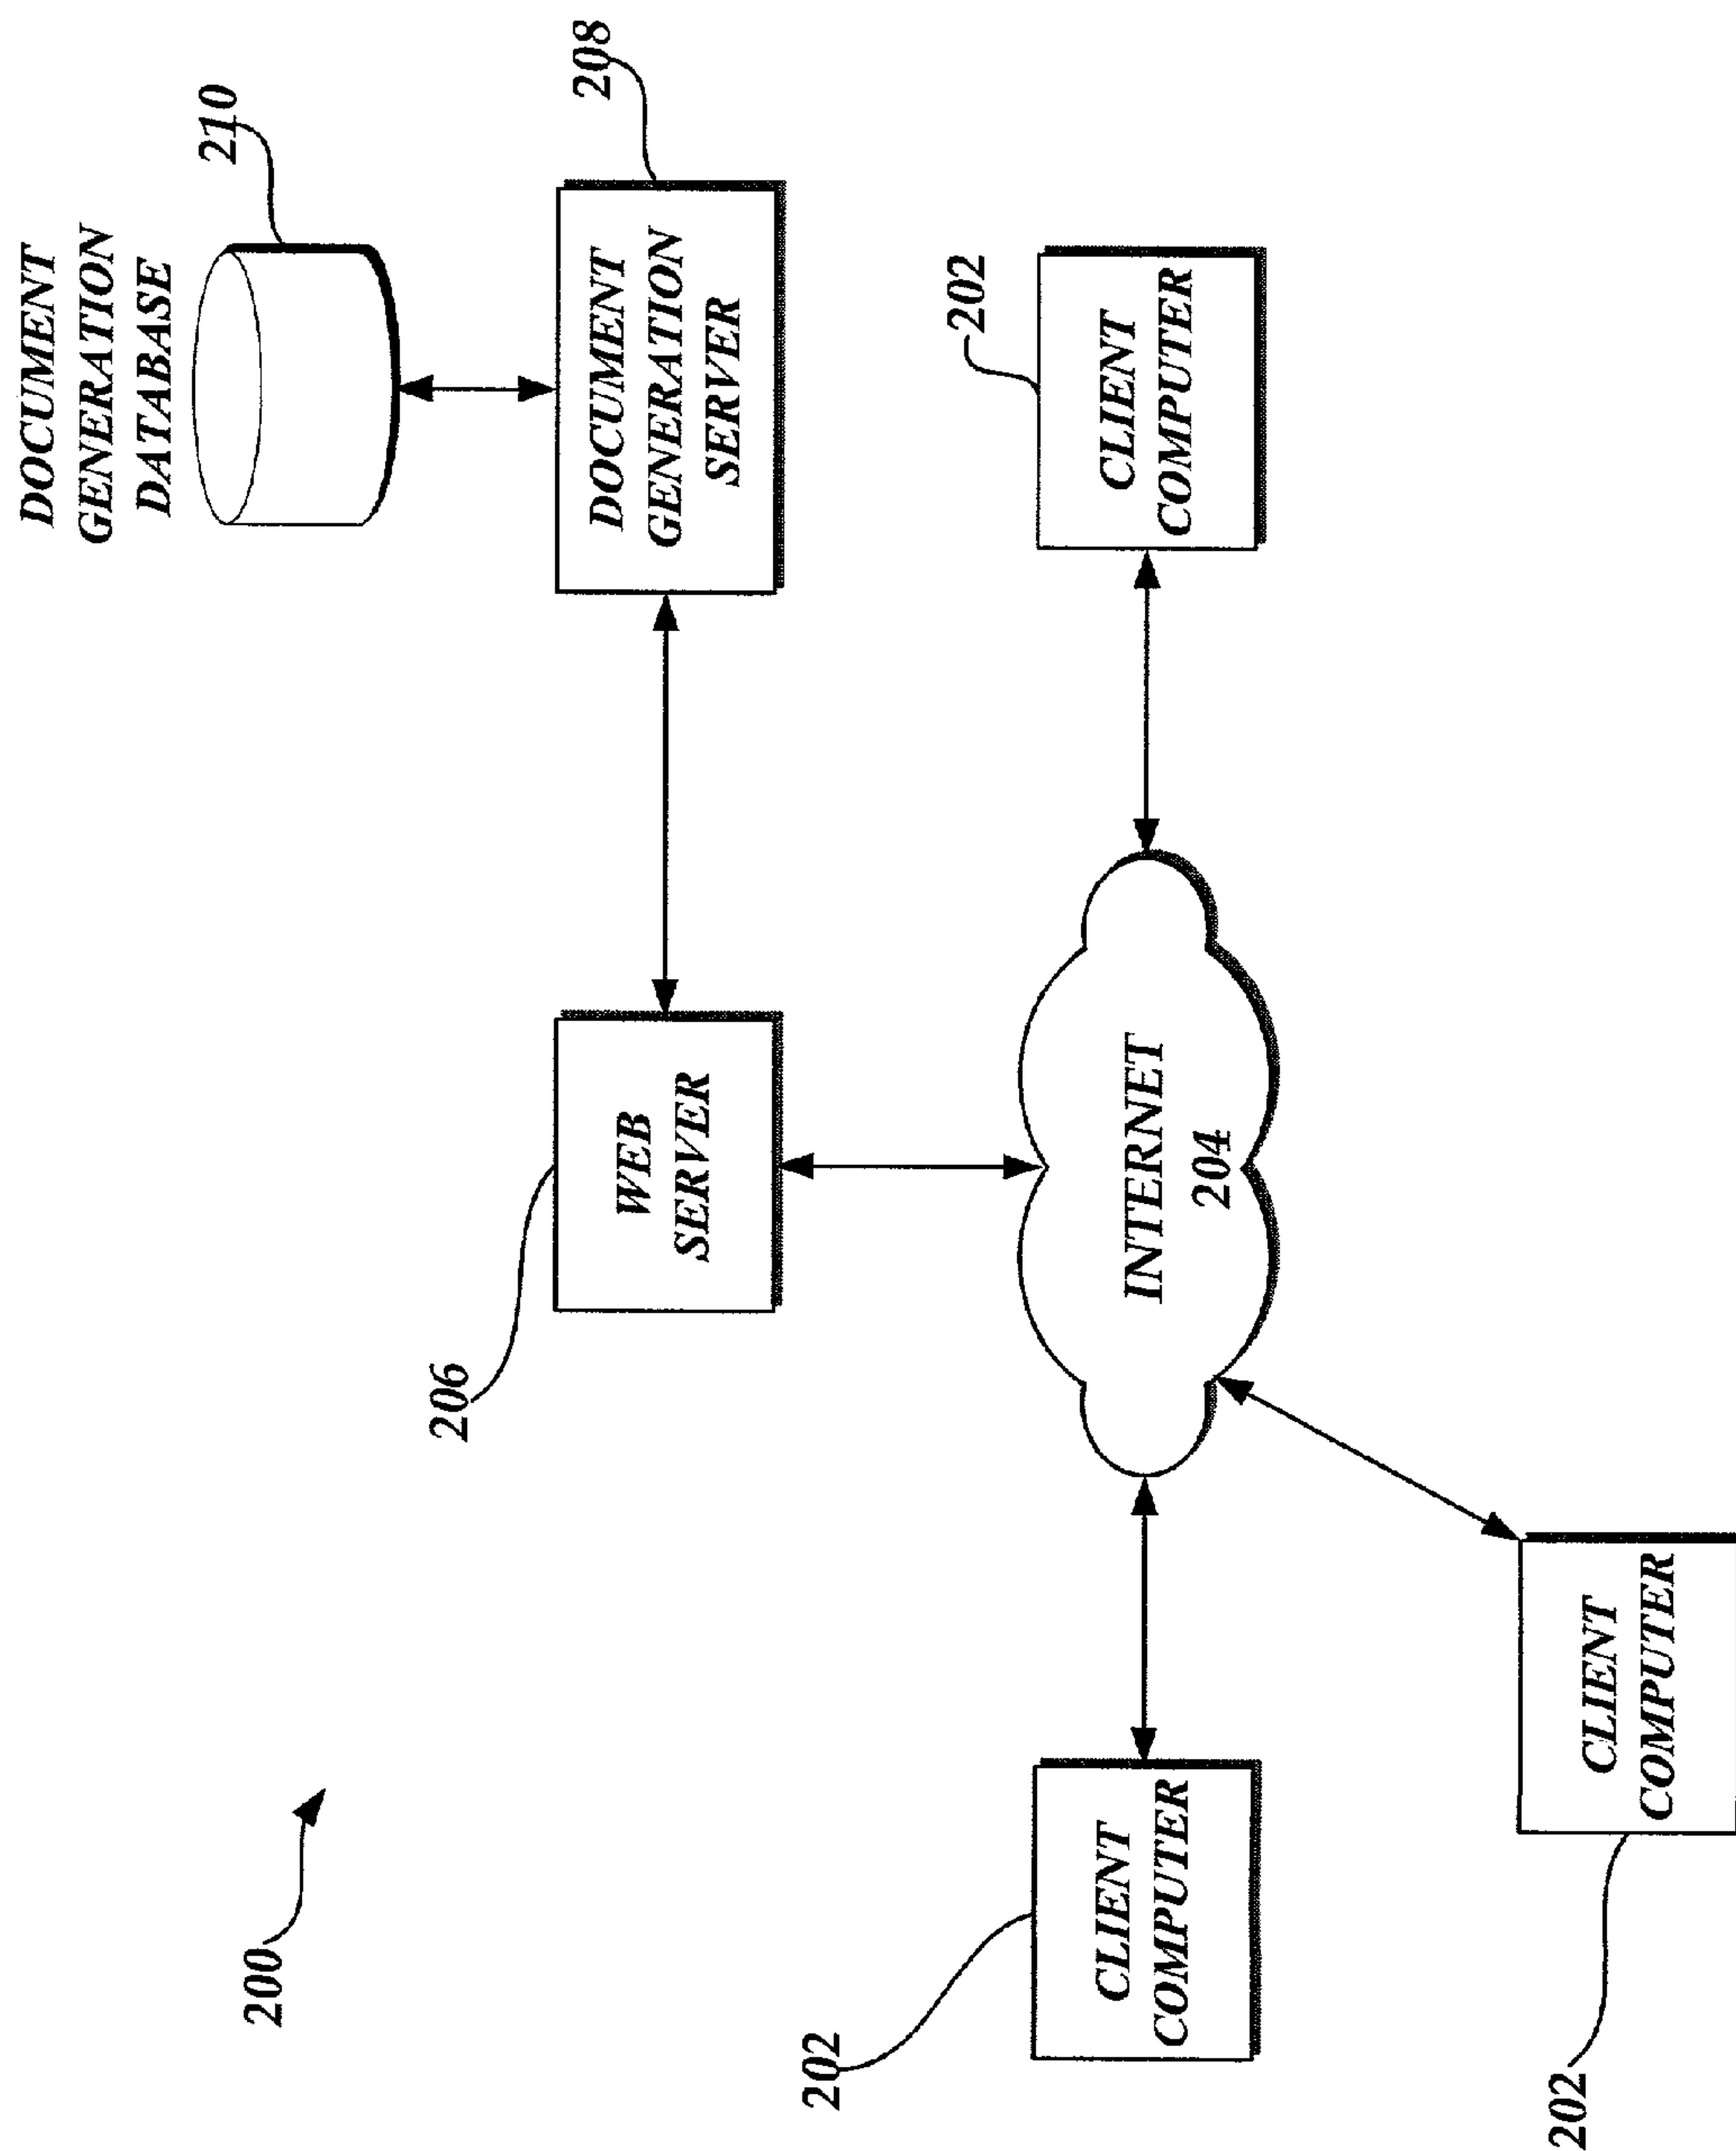 DOCUMENT
GENERATION
DATABASE
210
200
206
WEB
SERVER
DOCUMENT
GENERATION
SERVER
208
202
CLIENT
COMPUTER
INTERNET
204
202
CLIENT
COMPUTER
202
CLIENT
COMPUTER